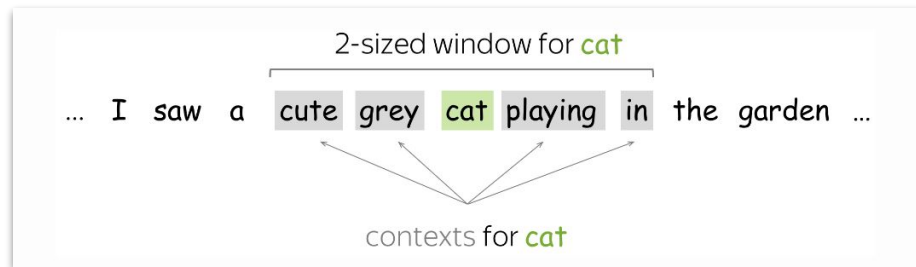 2-sized window for cat
... I saw a cute grey cat playing in the garden ...
contexts for cat